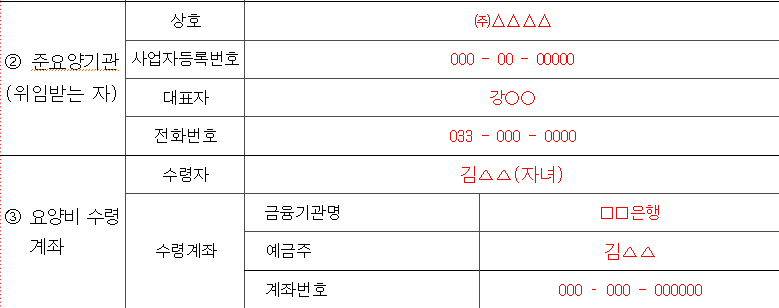 상호 ㈜△△△△
② 준요양기관 사업자등록번호 000 - 00 - 00000
(위임받는 자) 대표자 강○○
전화번호 033 - 000 - 0000
수령자 김△△(자녀)
③ 요양비 수령 계좌 수령계좌 금융기관명 □□은행
예금주 김△△
계좌번호 000 - 000 - 000000